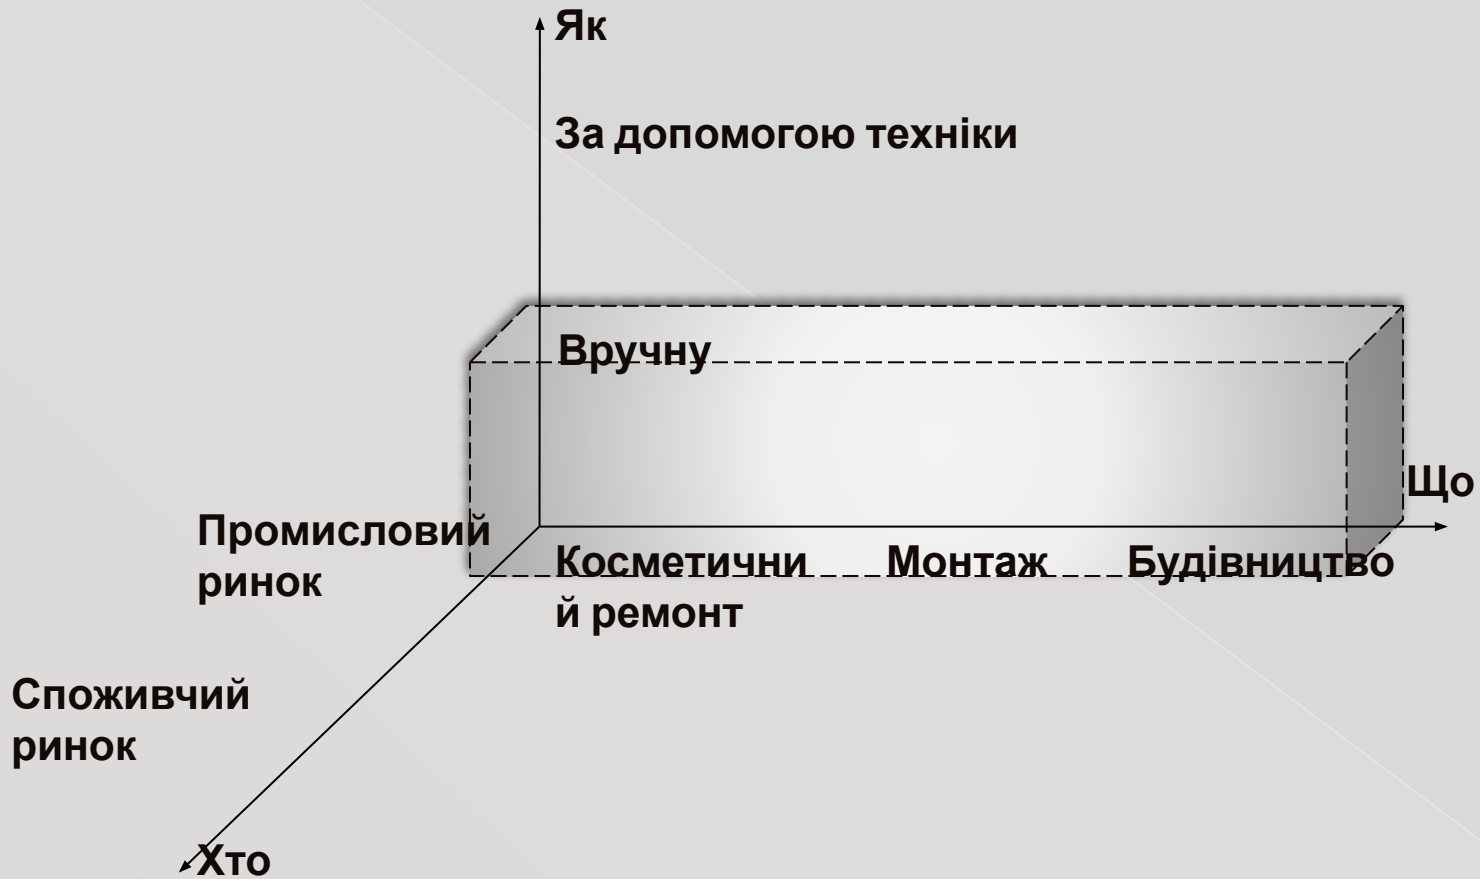 Як
За допомогою техніки
Вручну
Що
Промисловий
ринок
Косметични
й ремонт
Монтаж
Будівництво
Споживчий
ринок
Хто